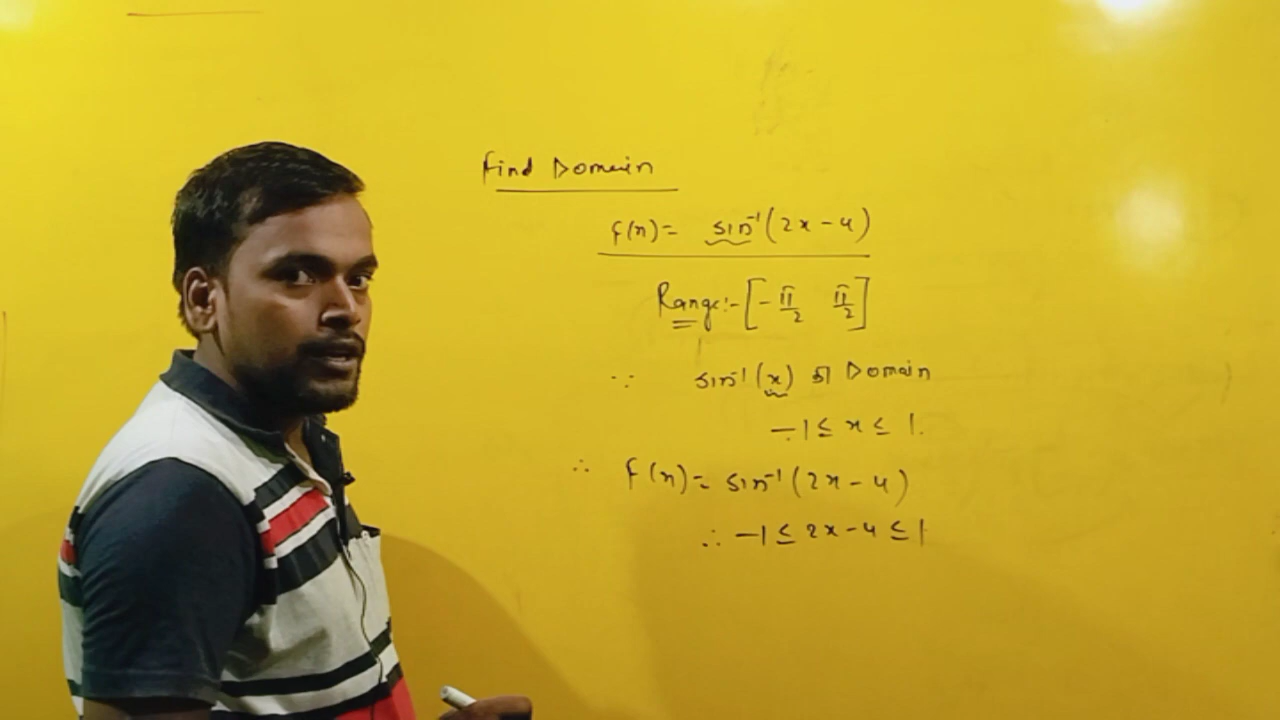 Find Domain
f(x)= sin⁻¹(2x-4)
Range:- [-π/2 π/2]
∵ sin⁻¹(x) का Domain
-1 ≤ x ≤ 1.
∴ f(x)= sin⁻¹(2x-4)
∴ -1 ≤ 2x-4 ≤ 1